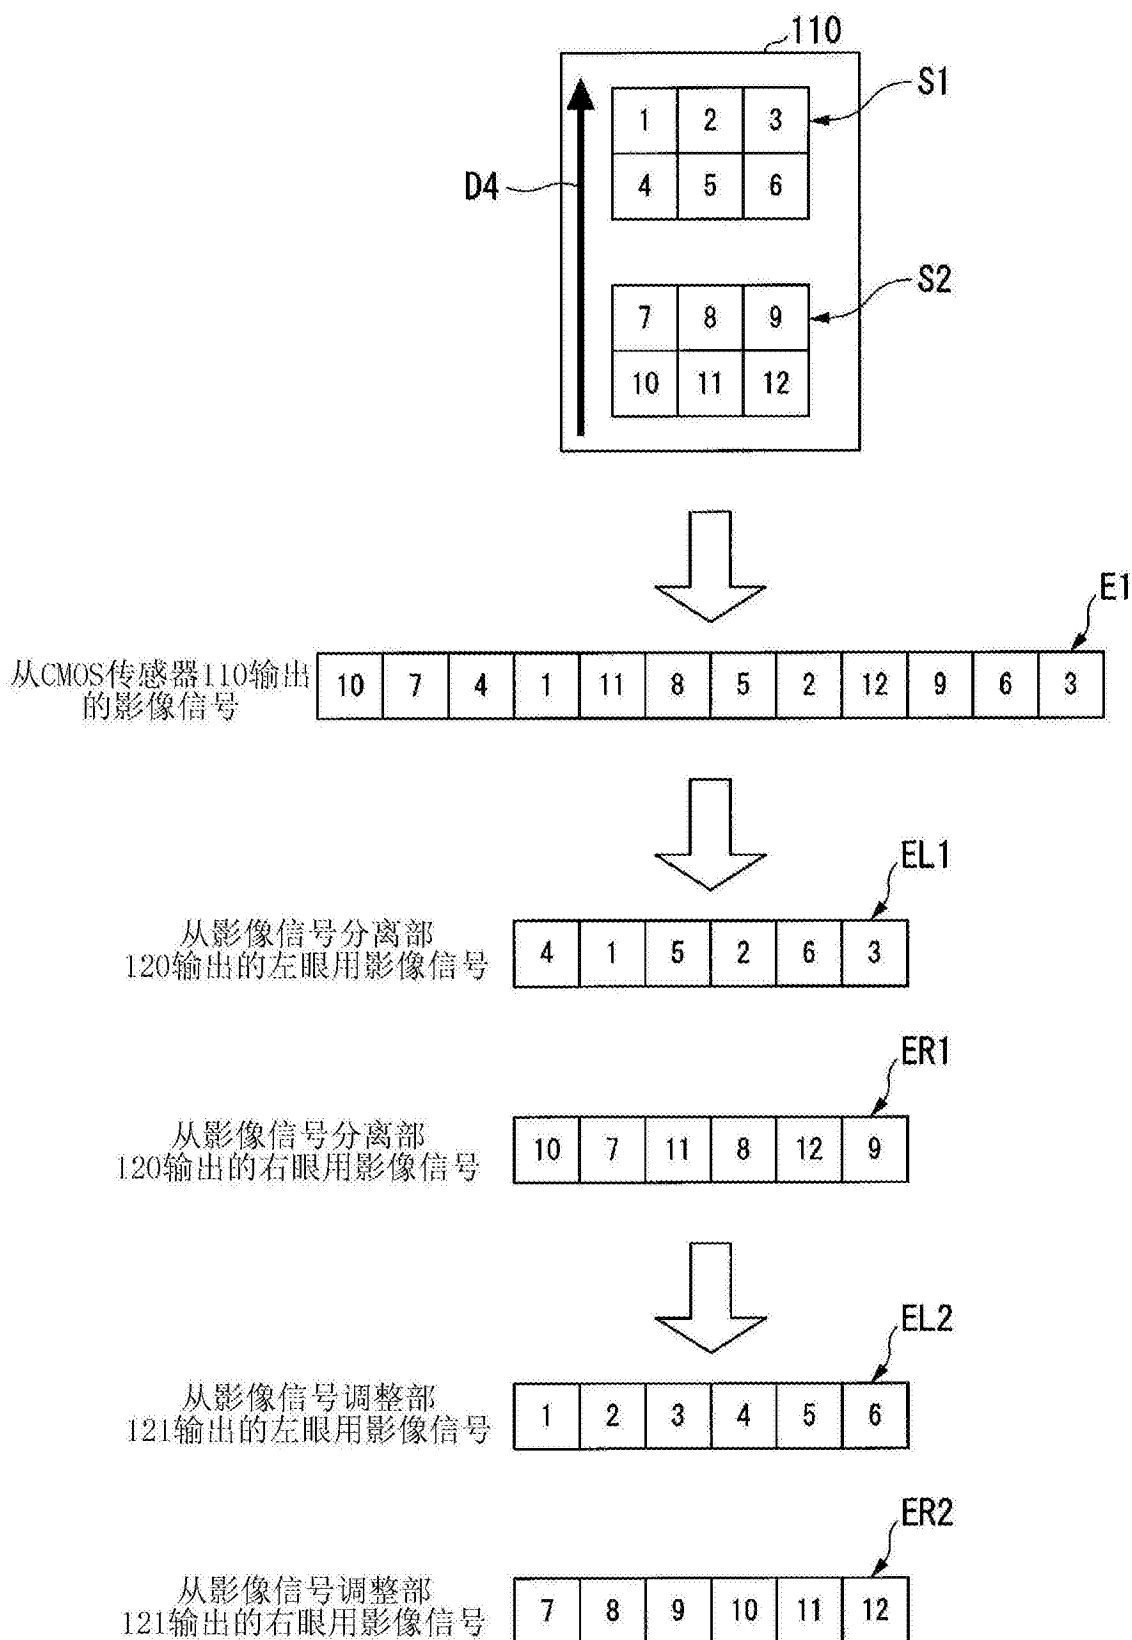 110
S1
1 2 3
D4
4 5 6
S2
7 8 9
10 11 12
E1
从CMOS传感器110输出
的影像信号
10 7 4 1 11 8 5 2 12 9 6 3
EL1
从影像信号分离部
120输出的左眼用影像信号
4 1 5 2 6 3
ER1
从影像信号分离部
120输出的右眼用影像信号
10 7 11 8 12 9
EL2
从影像信号调整部
121输出的左眼用影像信号
1 2 3 4 5 6
ER2
从影像信号调整部
121输出的右眼用影像信号
7 8 9 10 11 12